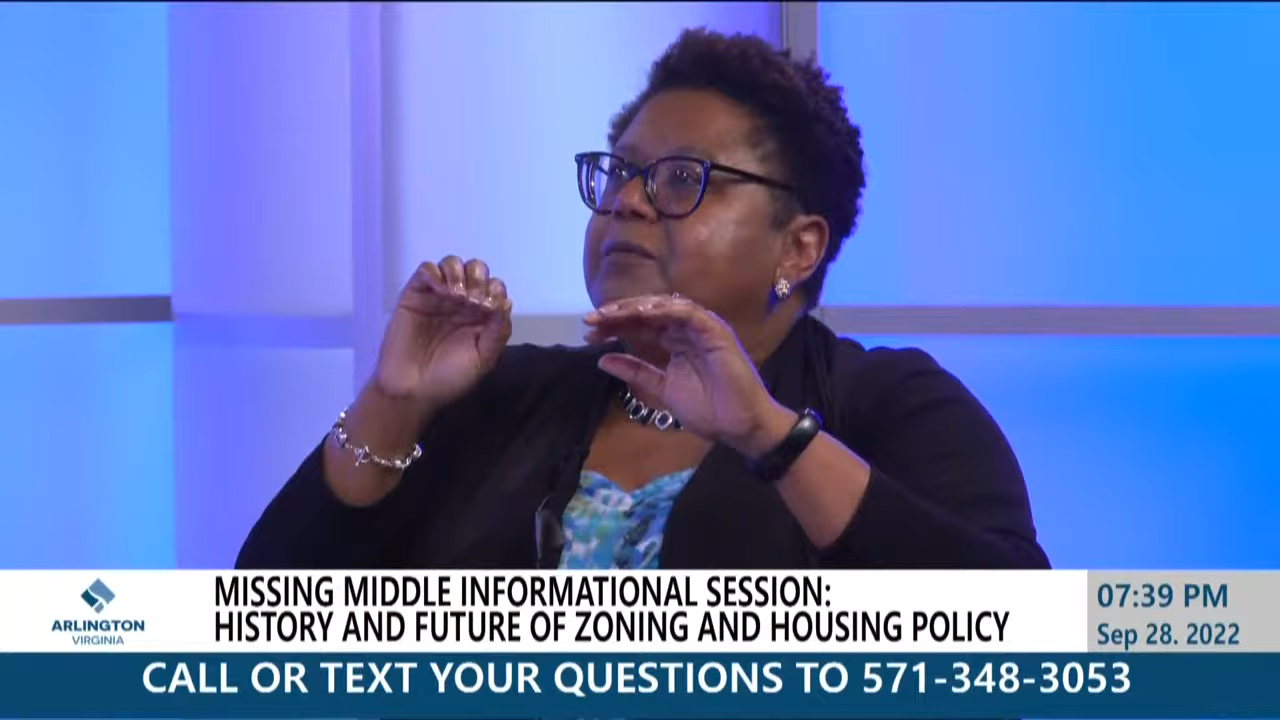 MISSING MIDDLE INFORMATIONAL SESSION:
HISTORY AND FUTURE OF ZONING AND HOUSING POLICY
ARLINGTON
VIRGINIA
07:39 PM
Sep 28. 2022
CALL OR TEXT YOUR QUESTIONS TO 571-348-3053